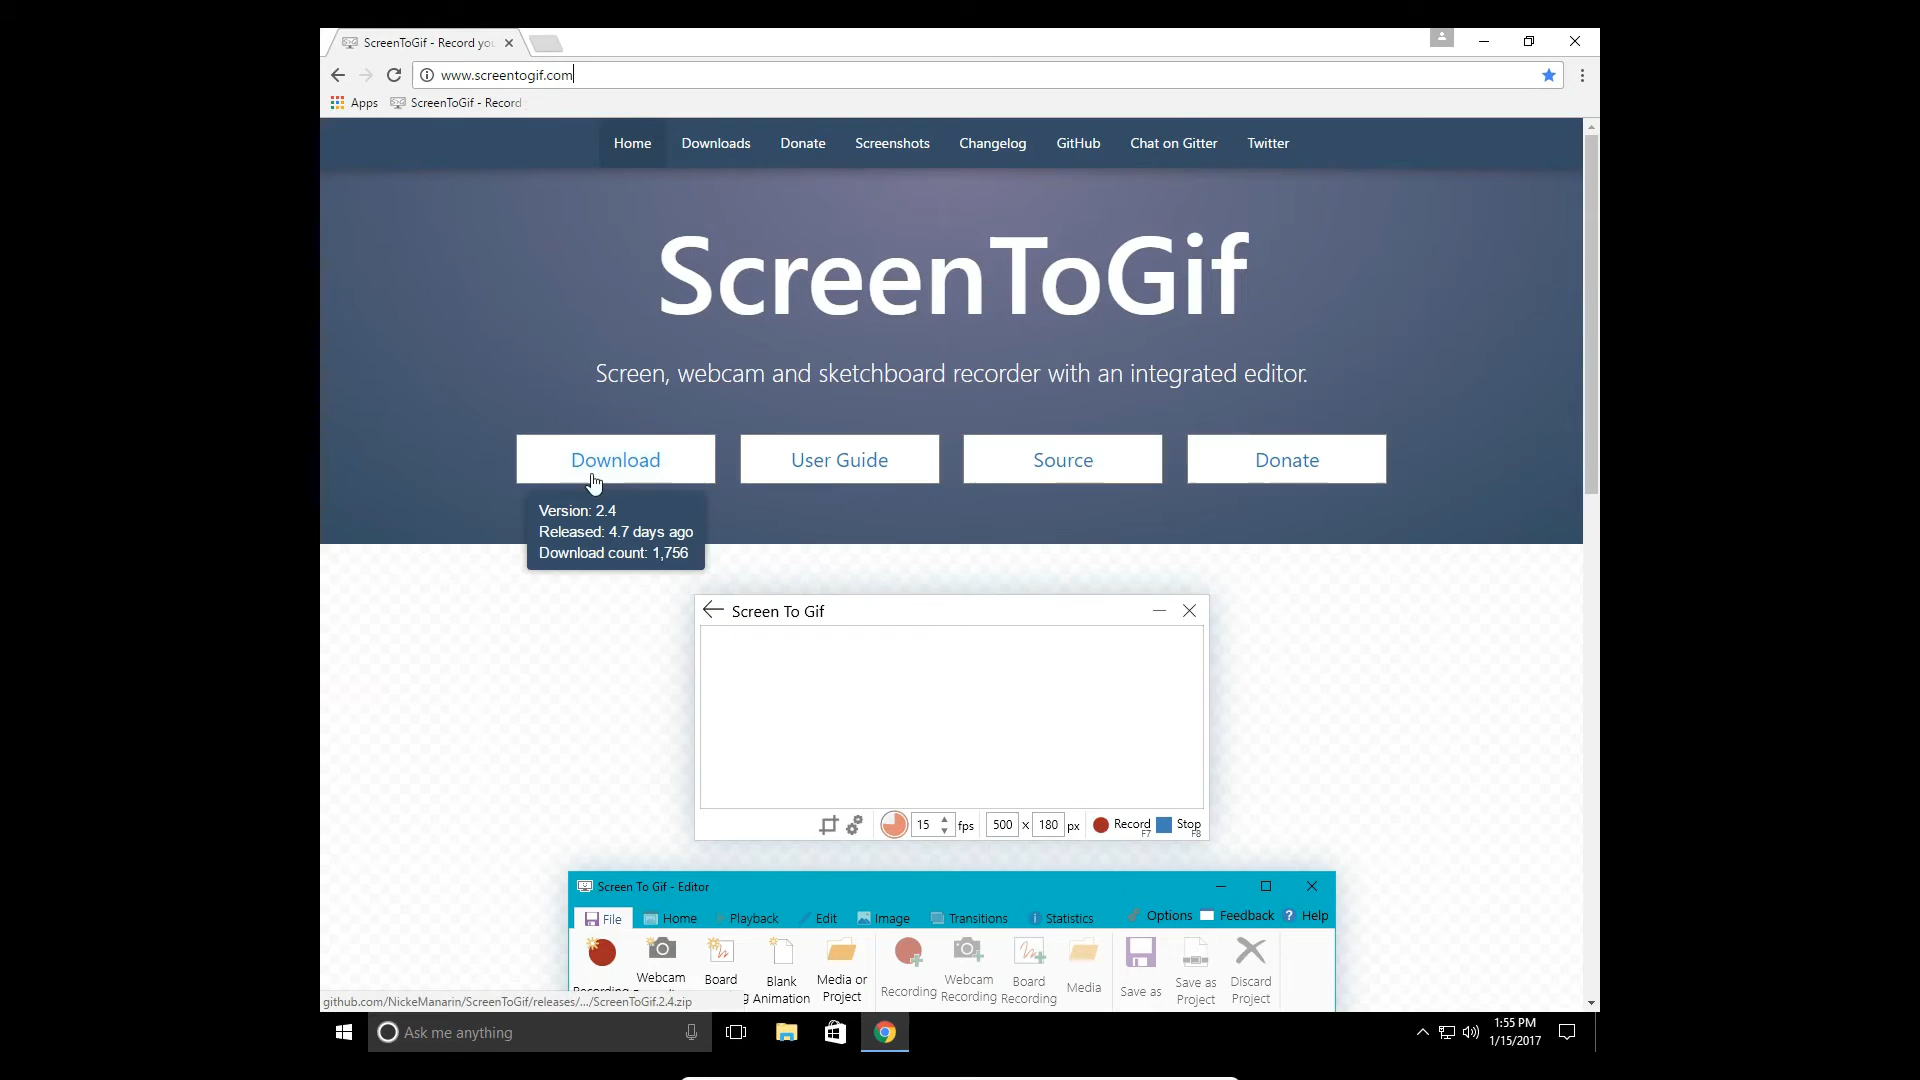 ScreenToGif - Record you
www.screentogif.com
Apps ScreenToGif - Record
Home Downloads Donate Screenshots Changelog GitHub Chat on Gitter Twitter
ScreenToGif
Screen, webcam and sketchboard recorder with an integrated editor.
Download User Guide Source Donate
Version: 2.4
Released: 4.7 days ago
Download count: 1,756
Screen To Gif
15 fps 500 x 180 px Record Stop
F7 F8
Screen To Gif - Editor
File Home Playback Edit Image Transitions Statistics Options Feedback Help
Webcam Board Blank Media or Recording Webcam Board Media Save as Save as Discard
Animation Project Recording Recording Project Project
github.com/NickeManarin/ScreenToGif/releases/.../ScreenToGif.2.4.zip
Ask me anything
1:55 PM
1/15/2017